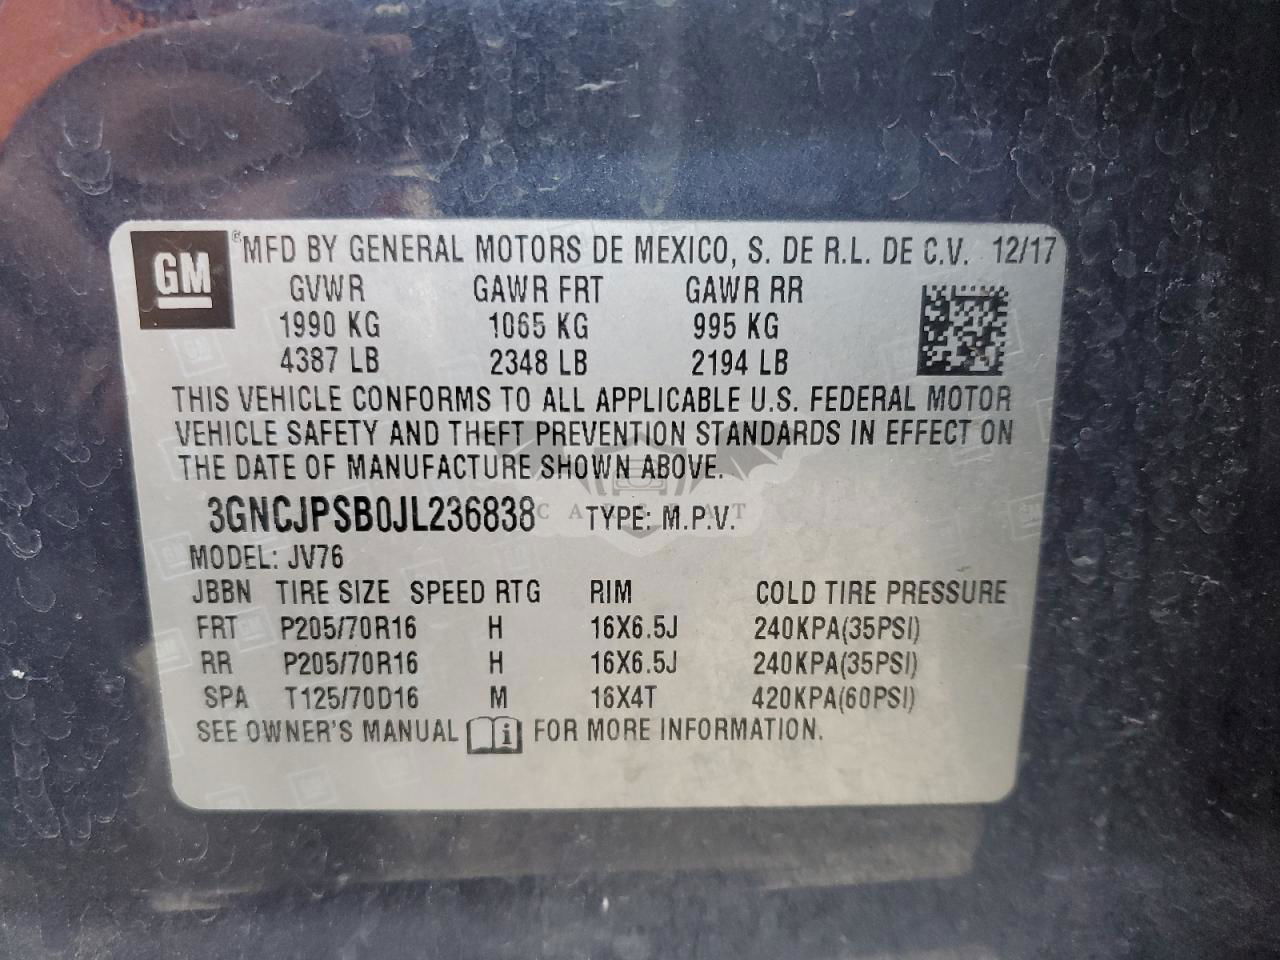 GM ® MFD BY GENERAL MOTORS DE MEXICO, S. DE R.L. DE C.V. 12/17
GVWR GAWR FRT GAWR RR
1990 KG 1065 KG 995 KG
4387 LB 2348 LB 2194 LB
THIS VEHICLE CONFORMS TO ALL APPLICABLE U.S. FEDERAL MOTOR
VEHICLE SAFETY AND THEFT PREVENTION STANDARDS IN EFFECT ON
THE DATE OF MANUFACTURE SHOWN ABOVE.
3GNCJPSB0JL236838 TYPE: M.P.V.
MODEL: JV76
JBBN TIRE SIZE SPEED RTG RIM COLD TIRE PRESSURE
FRT P205/70R16 H 16X6.5J 240KPA(35PSI)
RR P205/70R16 H 16X6.5J 240KPA(35PSI)
SPA T125/70D16 M 16X4T 420KPA(60PSI)
SEE OWNER'S MANUAL i FOR MORE INFORMATION.